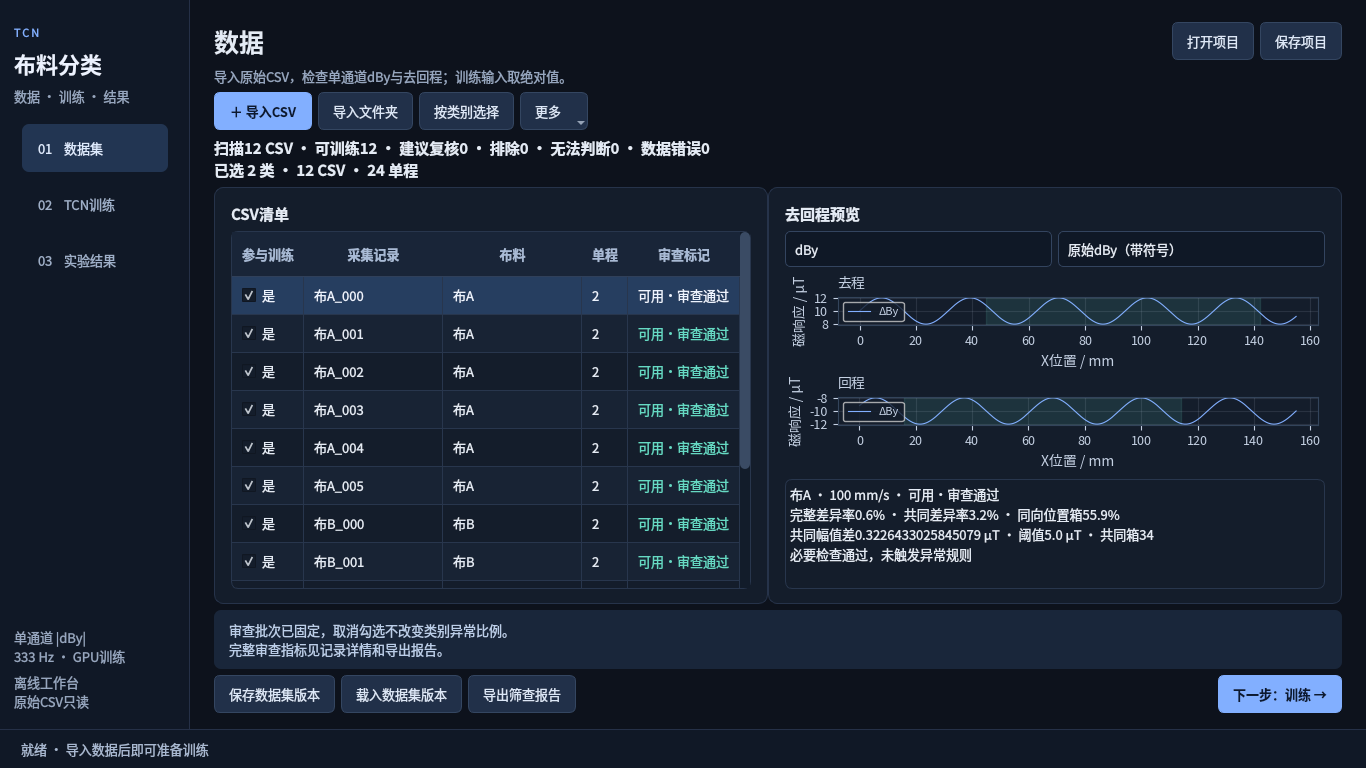 TCN
布料分类
数据 · 训练 · 结果
01 数据集
02 TCN训练
03 实验结果
单通道 |dBy|
333 Hz · GPU训练
离线工作台
原始CSV只读
数据
打开项目
保存项目
导入原始CSV，检查单通道dBy与去回程；训练输入取绝对值。
＋ 导入CSV
导入文件夹
按类别选择
更多
扫描12 CSV · 可训练12 · 建议复核0 · 排除0 · 无法判断0 · 数据错误0
已选 2 类 · 12 CSV · 24 单程
CSV清单
参与训练 采集记录 布料 单程 审查标记
是 布A_000 布A 2 可用·审查通过
是 布A_001 布A 2 可用·审查通过
是 布A_002 布A 2 可用·审查通过
是 布A_003 布A 2 可用·审查通过
是 布A_004 布A 2 可用·审查通过
是 布A_005 布A 2 可用·审查通过
是 布B_000 布B 2 可用·审查通过
是 布B_001 布B 2 可用·审查通过
去回程预览
dBy
原始dBy（带符号）
去程
磁响应 / μT
12
10
8
ΔBy
0 20 40 60 80 100 120 140 160
X位置 / mm
回程
磁响应 / μT
-8
-10
-12
ΔBy
0 20 40 60 80 100 120 140 160
X位置 / mm
布A · 100 mm/s · 可用·审查通过
完整差异率0.6% · 共同差异率3.2% · 同向位置箱55.9%
共同幅值差0.3226433025845079 μT · 阈值5.0 μT · 共同箱34
必要检查通过，未触发异常规则
审查批次已固定，取消勾选不改变类别异常比例。
完整审查指标见记录详情和导出报告。
保存数据集版本
载入数据集版本
导出筛查报告
下一步：训练 →
就绪 · 导入数据后即可准备训练